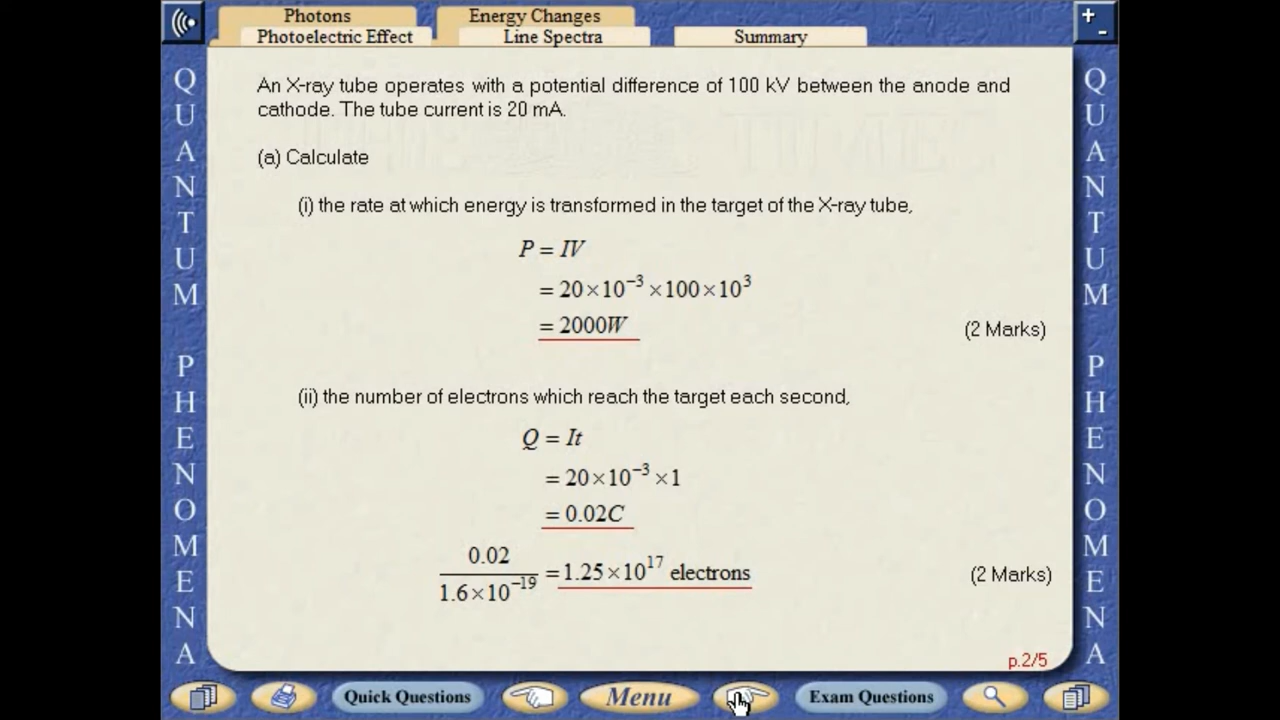 Photons
Energy Changes
+
-
Photoelectric Effect
Line Spectra
Summary
QUANTUM PHENOMENA
An X-ray tube operates with a potential difference of 100 kV between the anode and
cathode. The tube current is 20 mA.
(a) Calculate
(i) the rate at which energy is transformed in the target of the X-ray tube,
P = IV
= 20×10⁻³ ×100×10³
= 2000W
(2 Marks)
(ii) the number of electrons which reach the target each second,
Q = It
= 20×10⁻³ ×1
= 0.02C
0.02
1.6×10⁻¹⁹
=1.25×10¹⁷ electrons
(2 Marks)
p.2/5
QUANTUM PHENOMENA
Quick Questions
Menu
Exam Questions